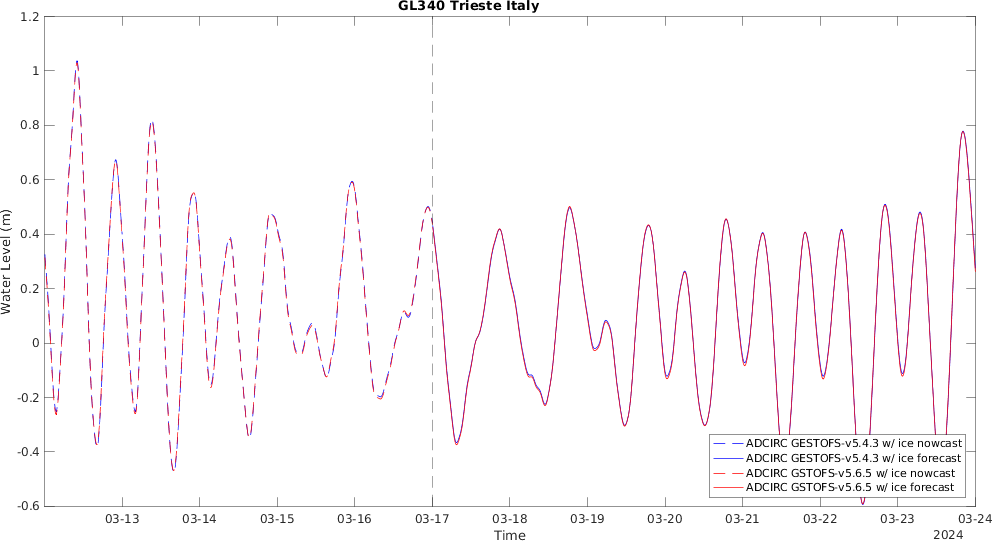 GL340 Trieste Italy
1.2
1
0.8
0.6
0.4
0.2
0
-0.2
-0.4
-0.6
Water Level (m)
ADCIRC GESTOFS-v5.4.3 w/ ice nowcast
ADCIRC GESTOFS-v5.4.3 w/ ice forecast
ADCIRC GSTOFS-v5.6.5 w/ ice nowcast
ADCIRC GSTOFS-v5.6.5 w/ ice forecast
03-13 03-14 03-15 03-16 03-17 03-18 03-19 03-20 03-21 03-22 03-23 03-24
Time
2024